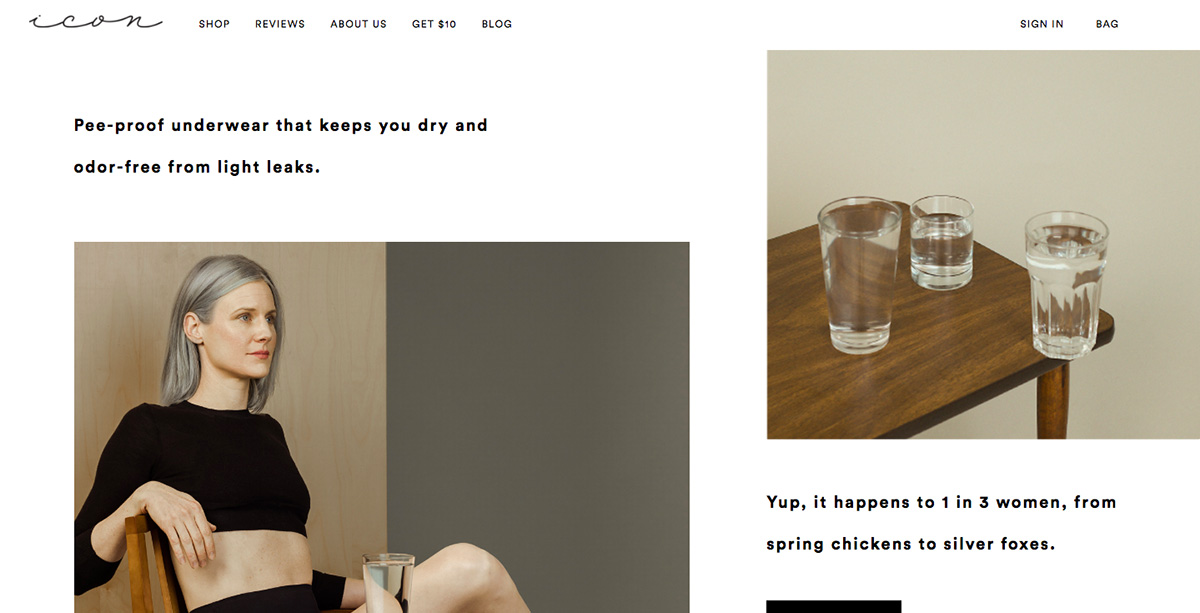 icon
SHOP
REVIEWS
ABOUT US
GET $10
BLOG
SIGN IN
BAG
Pee-proof underwear that keeps you dry and
odor-free from light leaks.
Yup, it happens to 1 in 3 women, from
spring chickens to silver foxes.